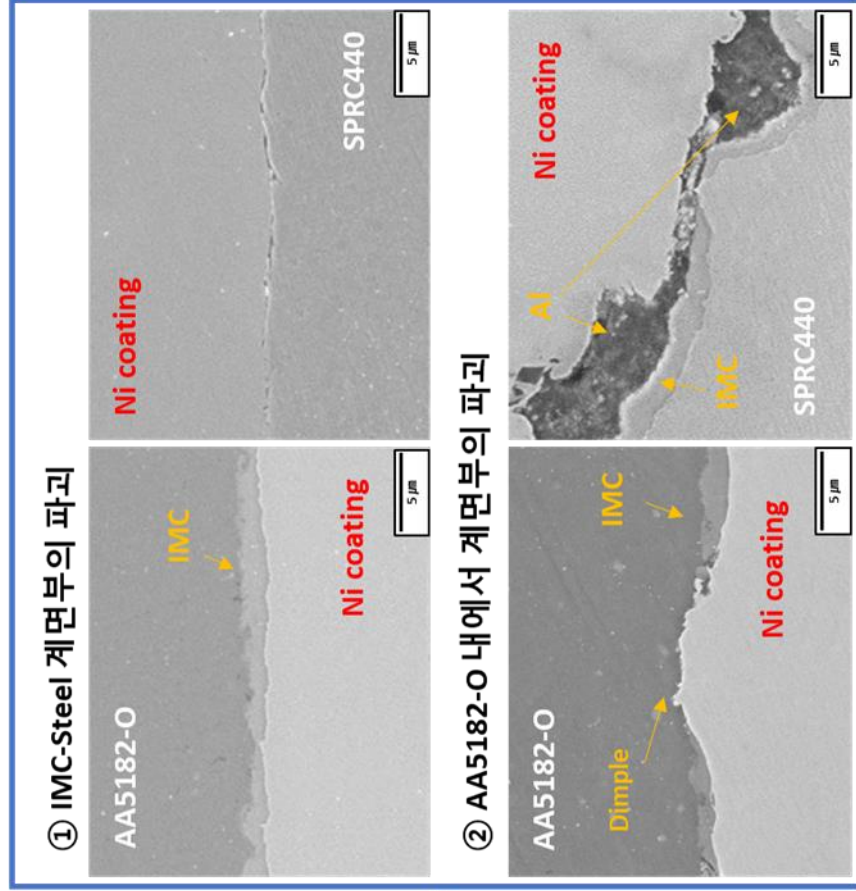 ① IMC-Steel 계면부의 파괴
AA5182-O
IMC
Ni coating
5 ㎛
Ni coating
SPRC440
5 ㎛
② AA5182-O 내에서 계면부의 파괴
AA5182-O
IMC
Dimple
Ni coating
5 ㎛
Ni coating
Al
IMC
SPRC440
5 ㎛